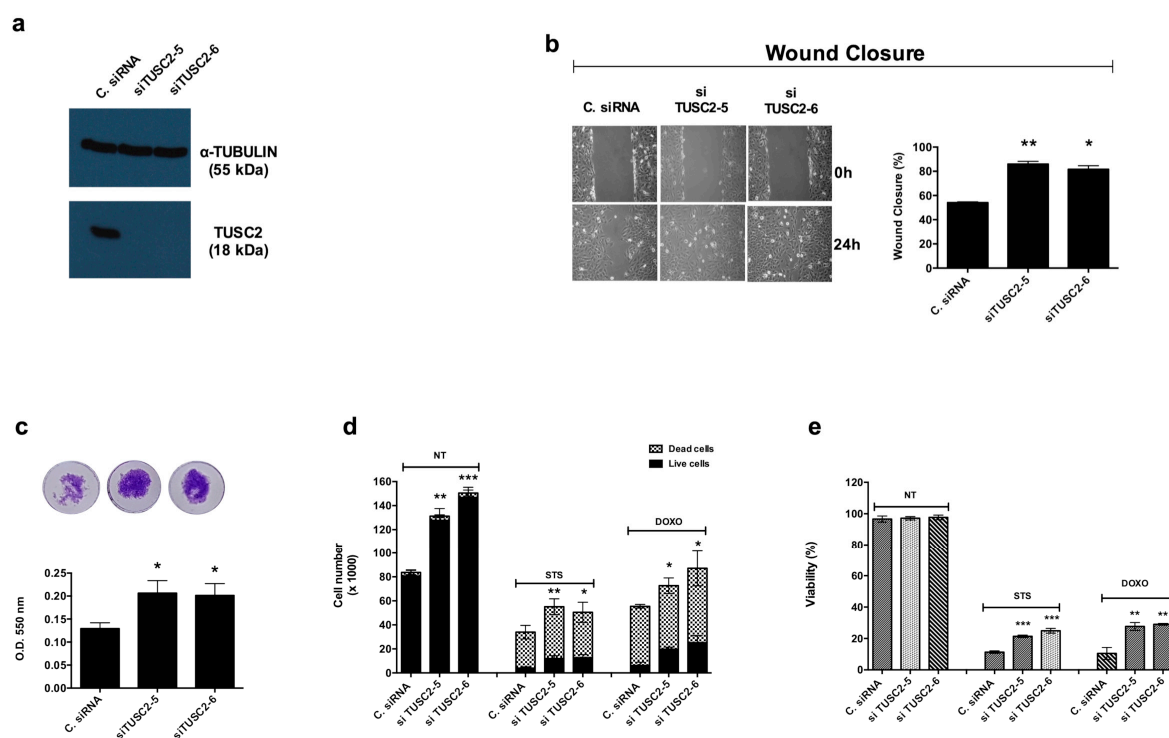 a
C. siRNA
siTUSC2-5
siTUSC2-6
α-TUBULIN
(55 kDa)
TUSC2
(18 kDa)
b
Wound Closure
C. siRNA
si
TUSC2-5
si
TUSC2-6
0h
24h
Wound Closure (%)
100
80
60
40
20
0
**
*
C. siRNA
siTUSC2-5
siTUSC2-6
c
O.D. 550 nm
0.25
0.20
0.15
0.10
0.05
0.00
*
*
C. siRNA
siTUSC2-5
siTUSC2-6
d
Dead cells
Live cells
Cell number
(x 1000)
160
140
120
100
80
60
40
20
0
NT
**
***
STS
**
*
DOXO
*
*
C. siRNA
si TUSC2-5
si TUSC2-6
C. siRNA
si TUSC2-5
si TUSC2-6
C. siRNA
si TUSC2-5
si TUSC2-6
e
Viability (%)
120
100
80
60
40
20
0
NT
STS
***
***
DOXO
**
**
C. siRNA
si TUSC2-5
si TUSC2-6
C. siRNA
si TUSC2-5
si TUSC2-6
C. siRNA
si TUSC2-5
si TUSC2-6